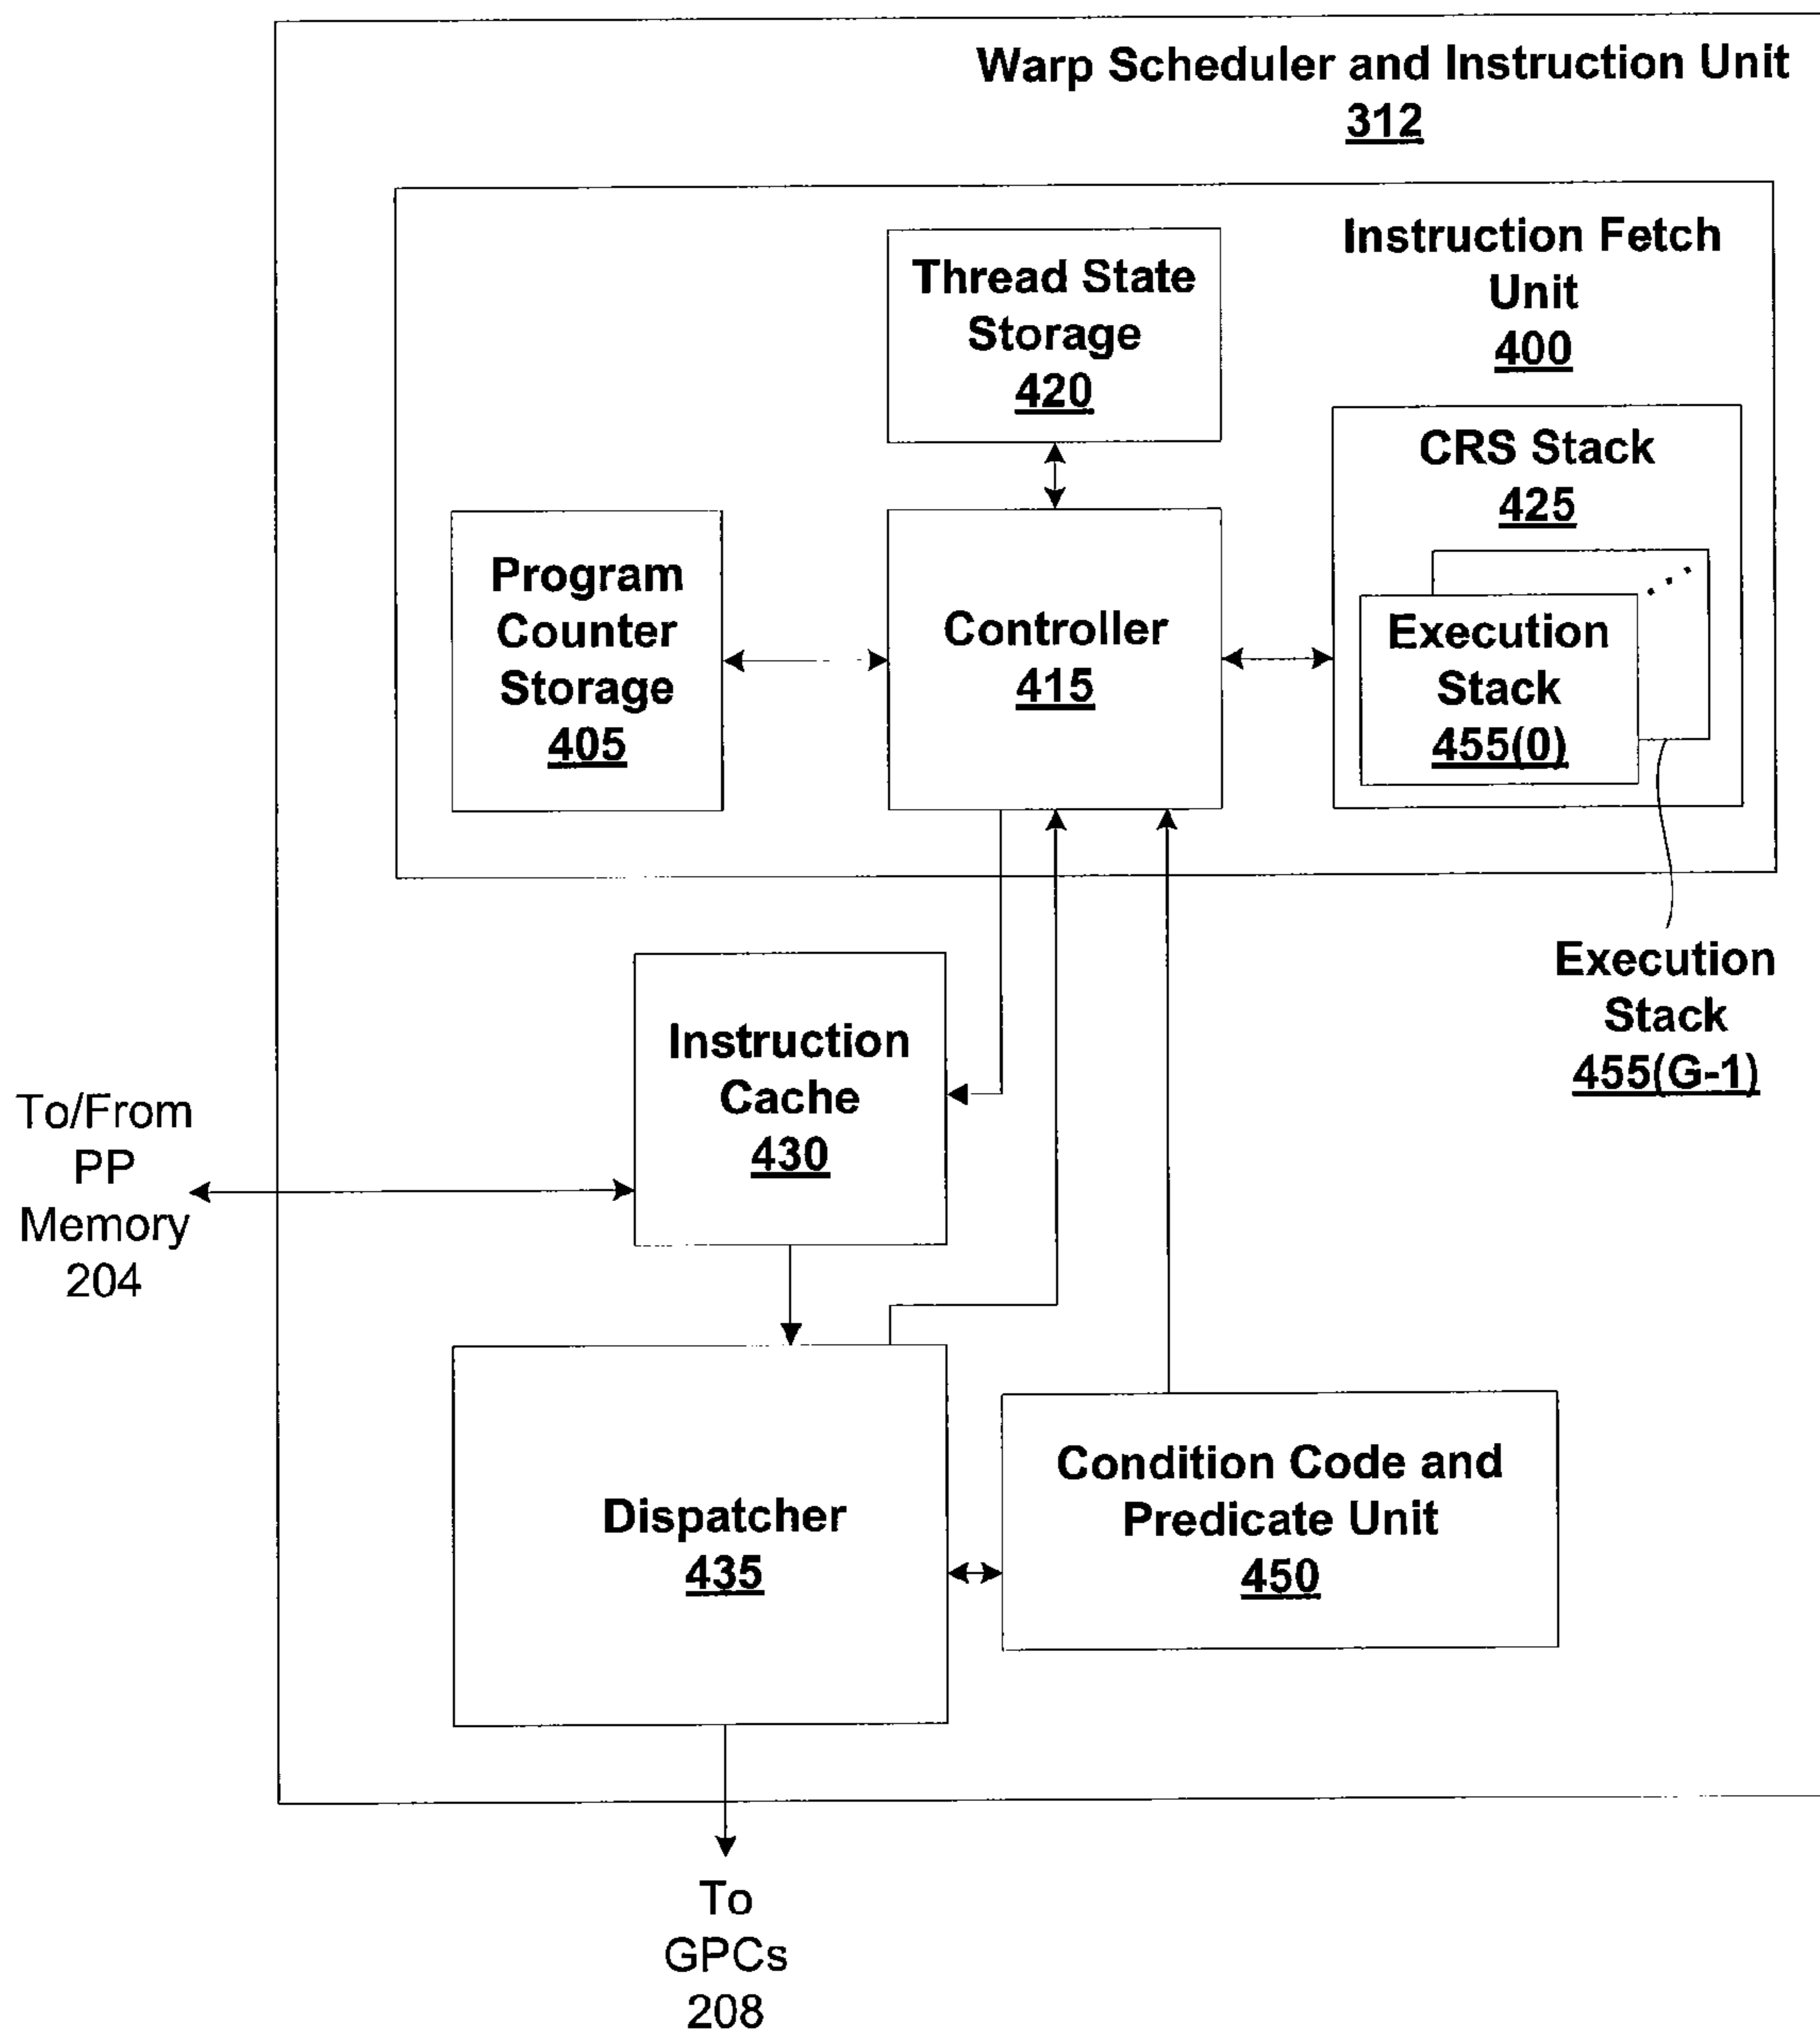 Warp Scheduler and Instruction Unit
312
Instruction Fetch
Unit
400
Thread State
Storage
420
CRS Stack
425
Program
Counter
Storage
405
Controller
415
Execution
Stack
455(0)
Execution
Stack
455(G-1)
Instruction
Cache
430
To/From
PP
Memory
204
Dispatcher
435
Condition Code and
Predicate Unit
450
To
GPCs
208